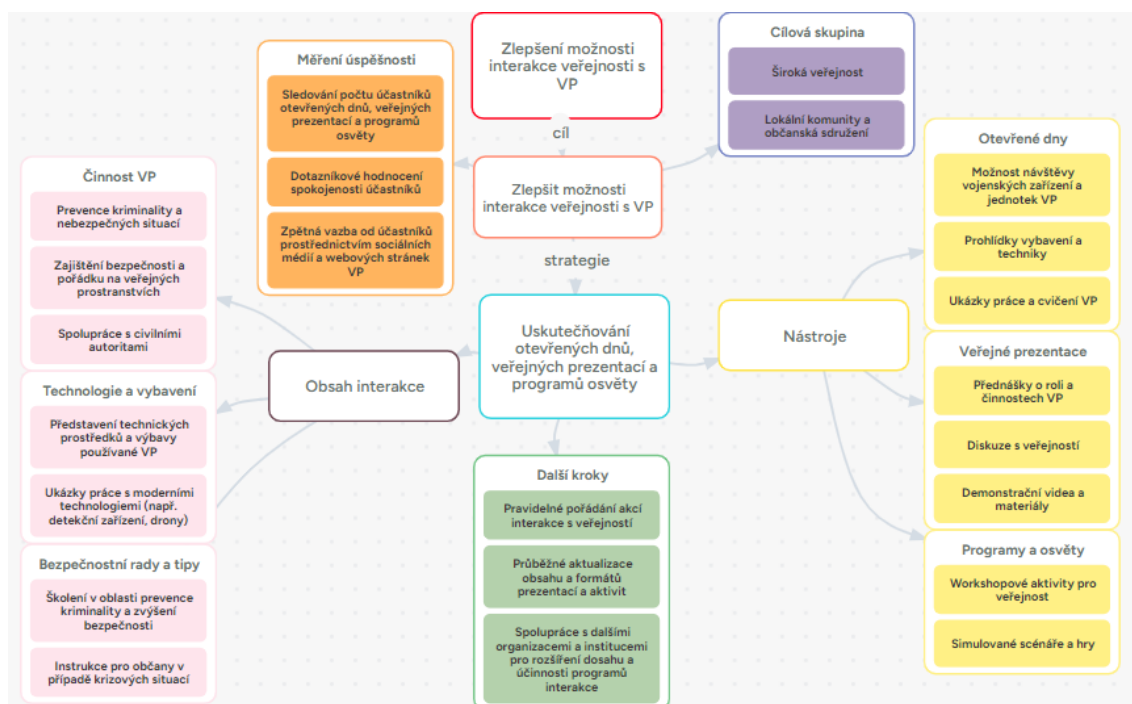 Zlepšení možnosti
interakce veřejnosti s
VP
cíl
Zlepšit možnosti
interakce veřejnosti s VP
strategie
Uskutečňování
otevřených dnů,
veřejných prezentací a
programů osvěty
Měření úspěšnosti
Sledování počtu účastníků
otevřených dnů, veřejných
prezentací a programů
osvěty
Dotazníkové hodnocení
spokojenosti účastníků
Zpětná vazba od účastníků
prostřednictvím sociálních
médií a webových stránek
VP
Cílová skupina
Široká veřejnost
Lokální komunity a
občanská sdružení
Obsah interakce
Činnost VP
Prevence kriminality a
nebezpečných situací
Zajištění bezpečnosti a
pořádku na veřejných
prostranstvích
Spolupráce s civilními
autoritami
Technologie a vybavení
Představení technických
prostředků a výbavy
používané VP
Ukázky práce s moderními
technologiemi (např.
detekční zařízení, drony)
Bezpečnostní rady a tipy
Školení v oblasti prevence
kriminality a zvýšení
bezpečnosti
Instrukce pro občany v
případě krizových situací
Další kroky
Pravidelné pořádání akcí
interakce s veřejností
Průběžné aktualizace
obsahu a formátů
prezentací a aktivit
Spolupráce s dalšími
organizacemi a institucemi
pro rozšíření dosahu a
účinnosti programů
interakce
Nástroje
Otevřené dny
Možnost návštěvy
vojenských zařízení a
jednotek VP
Prohlídky vybavení a
techniky
Ukázky práce a cvičení VP
Veřejné prezentace
Přednášky o roli a
činnostech VP
Diskuze s veřejností
Demonstrační videa a
materiály
Programy a osvěty
Workshopové aktivity pro
veřejnost
Simulované scénáře a hry